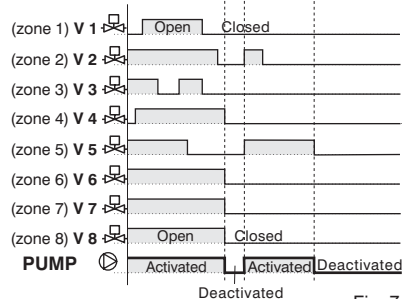 (zone 1) V 1 Open Closed
(zone 2) V 2
(zone 3) V 3
(zone 4) V 4
(zone 5) V 5
(zone 6) V 6
(zone 7) V 7
(zone 8) V 8 Open Closed
PUMP Activated Activated Deactivated
Deactivated